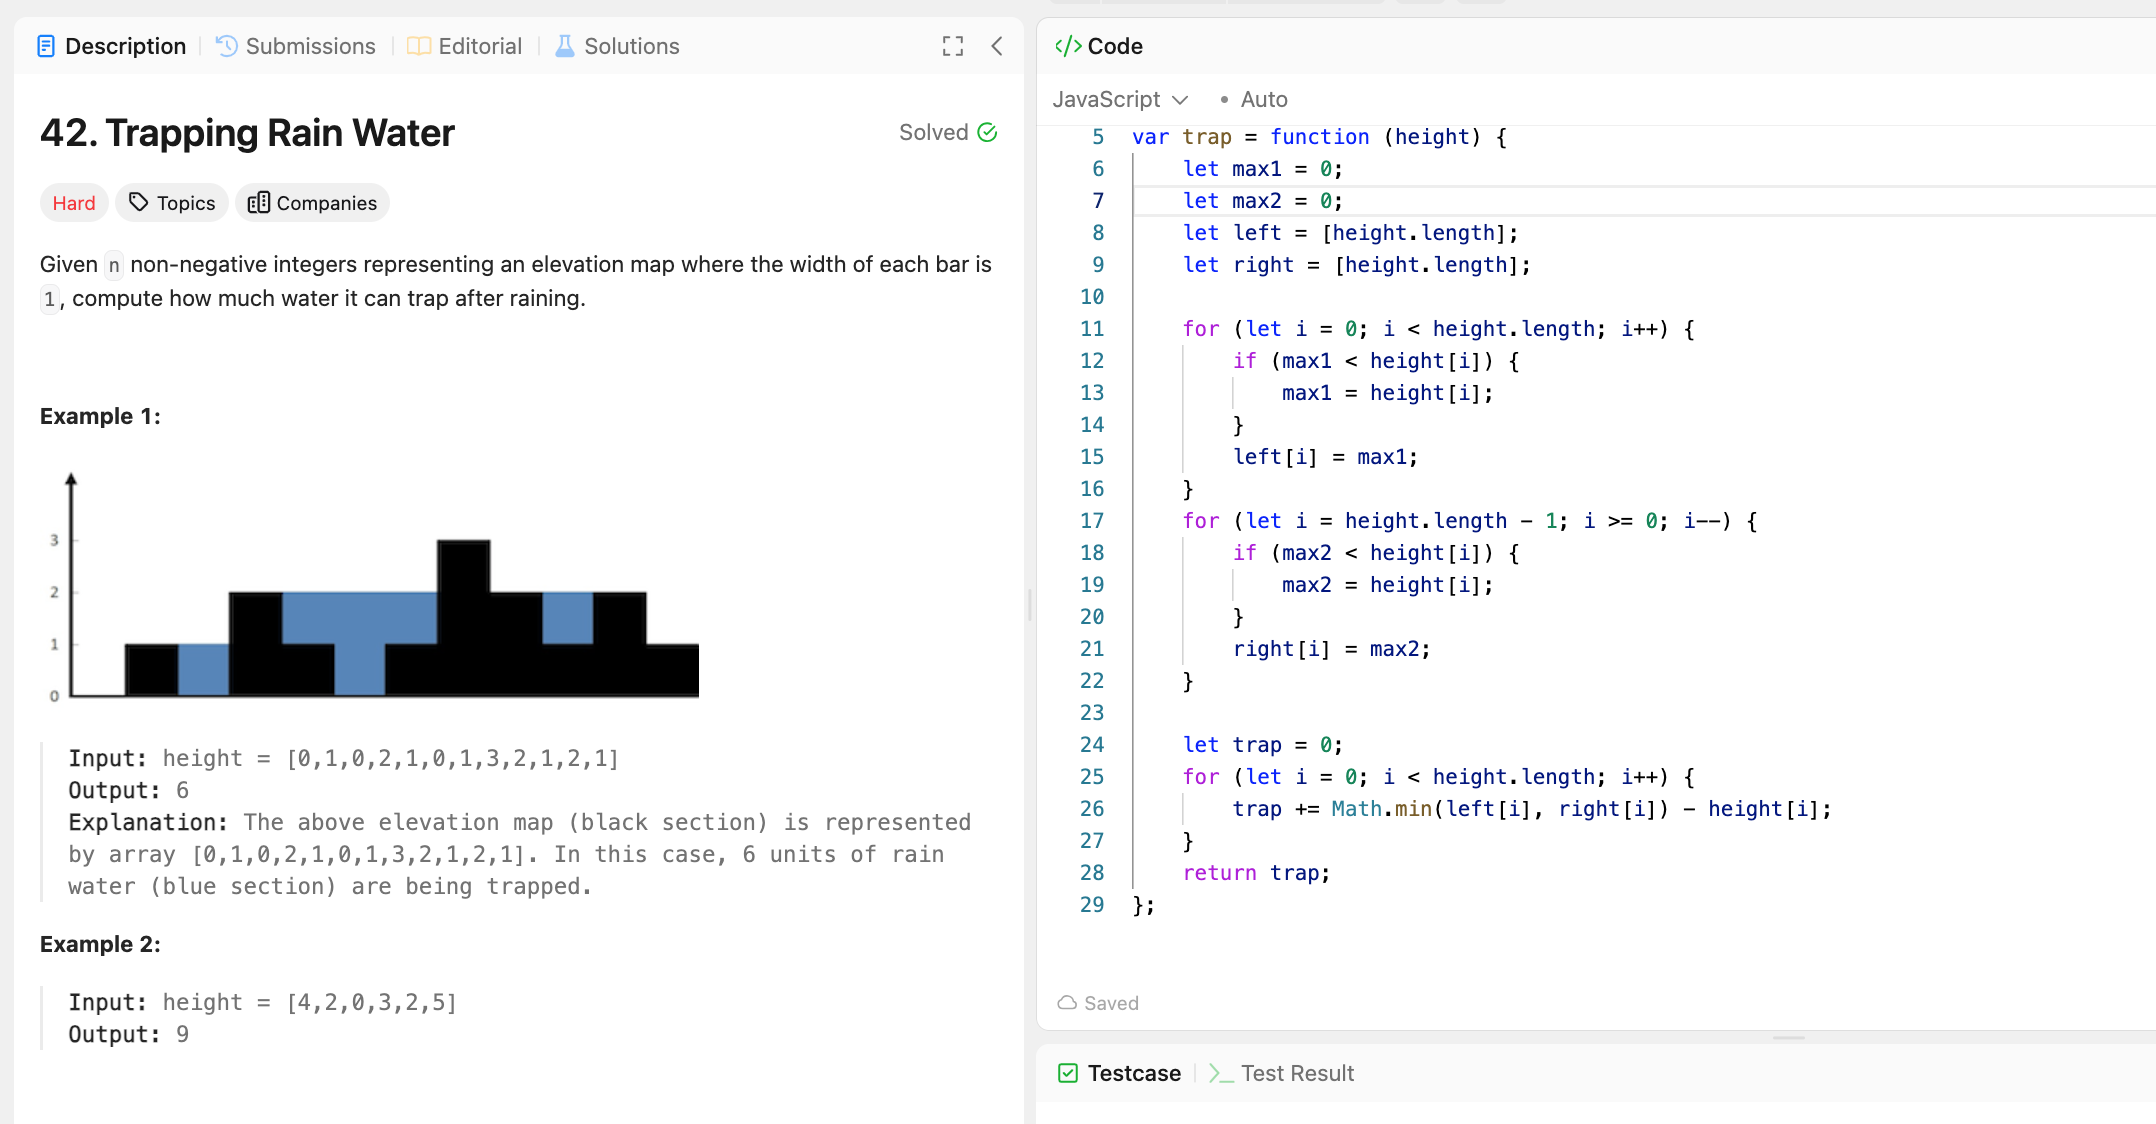 Description
Submissions
Editorial
Solutions
42. Trapping Rain Water
Solved
Hard
Topics
Companies
Given n non-negative integers representing an elevation map where the width of each bar is
1, compute how much water it can trap after raining.
Example 1:
3
2
1
0
Input: height = [0,1,0,2,1,0,1,3,2,1,2,1]
Output: 6
Explanation: The above elevation map (black section) is represented
by array [0,1,0,2,1,0,1,3,2,1,2,1]. In this case, 6 units of rain
water (blue section) are being trapped.
Example 2:
Input: height = [4,2,0,3,2,5]
Output: 9
</> Code
JavaScript
• Auto
5 var trap = function (height) {
6 let max1 = 0;
7 let max2 = 0;
8 let left = [height.length];
9 let right = [height.length];
10
11 for (let i = 0; i < height.length; i++) {
12 if (max1 < height[i]) {
13 max1 = height[i];
14 }
15 left[i] = max1;
16 }
17 for (let i = height.length - 1; i >= 0; i--) {
18 if (max2 < height[i]) {
19 max2 = height[i];
20 }
21 right[i] = max2;
22 }
23
24 let trap = 0;
25 for (let i = 0; i < height.length; i++) {
26 trap += Math.min(left[i], right[i]) - height[i];
27 }
28 return trap;
29 };
Saved
Testcase
>_ Test Result